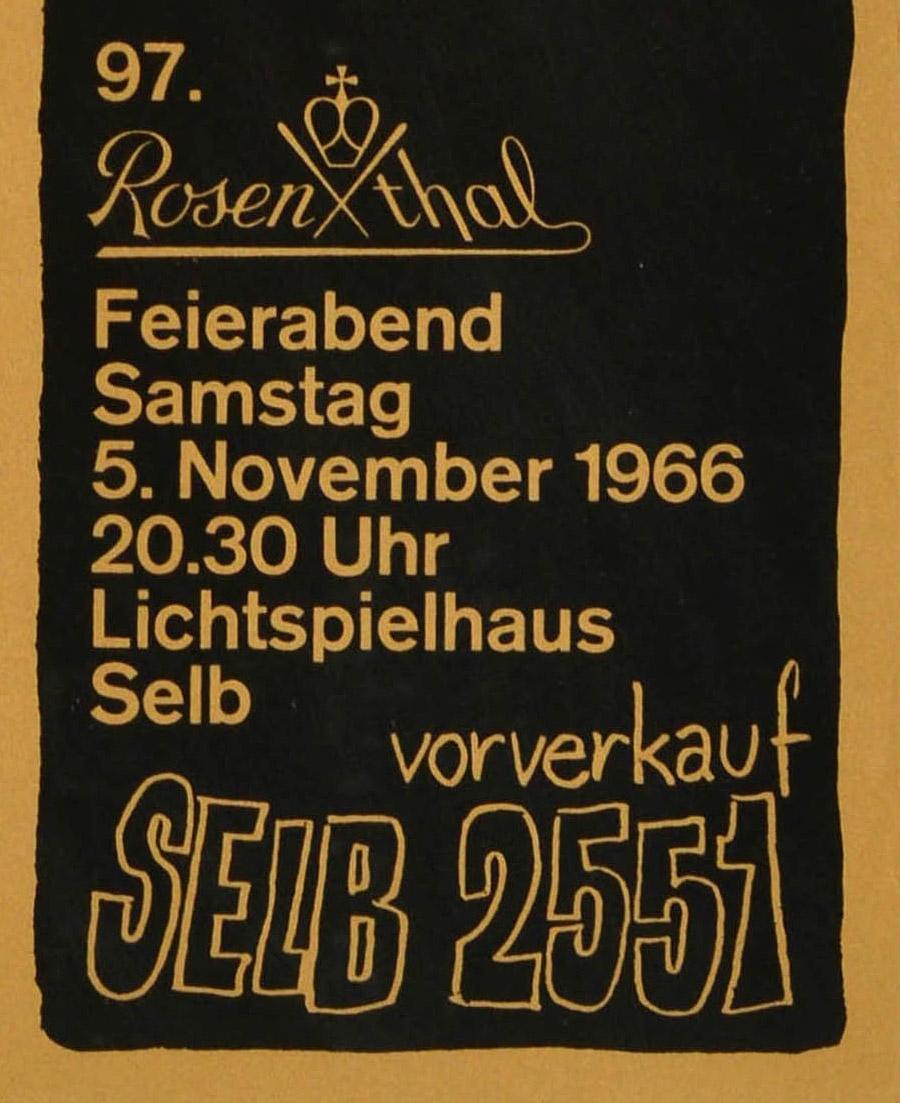 97.
Rosenthal
Feierabend
Samstag
5. November 1966
20.30 Uhr
Lichtspielhaus
Selb
vorverkauf
SELB 2551